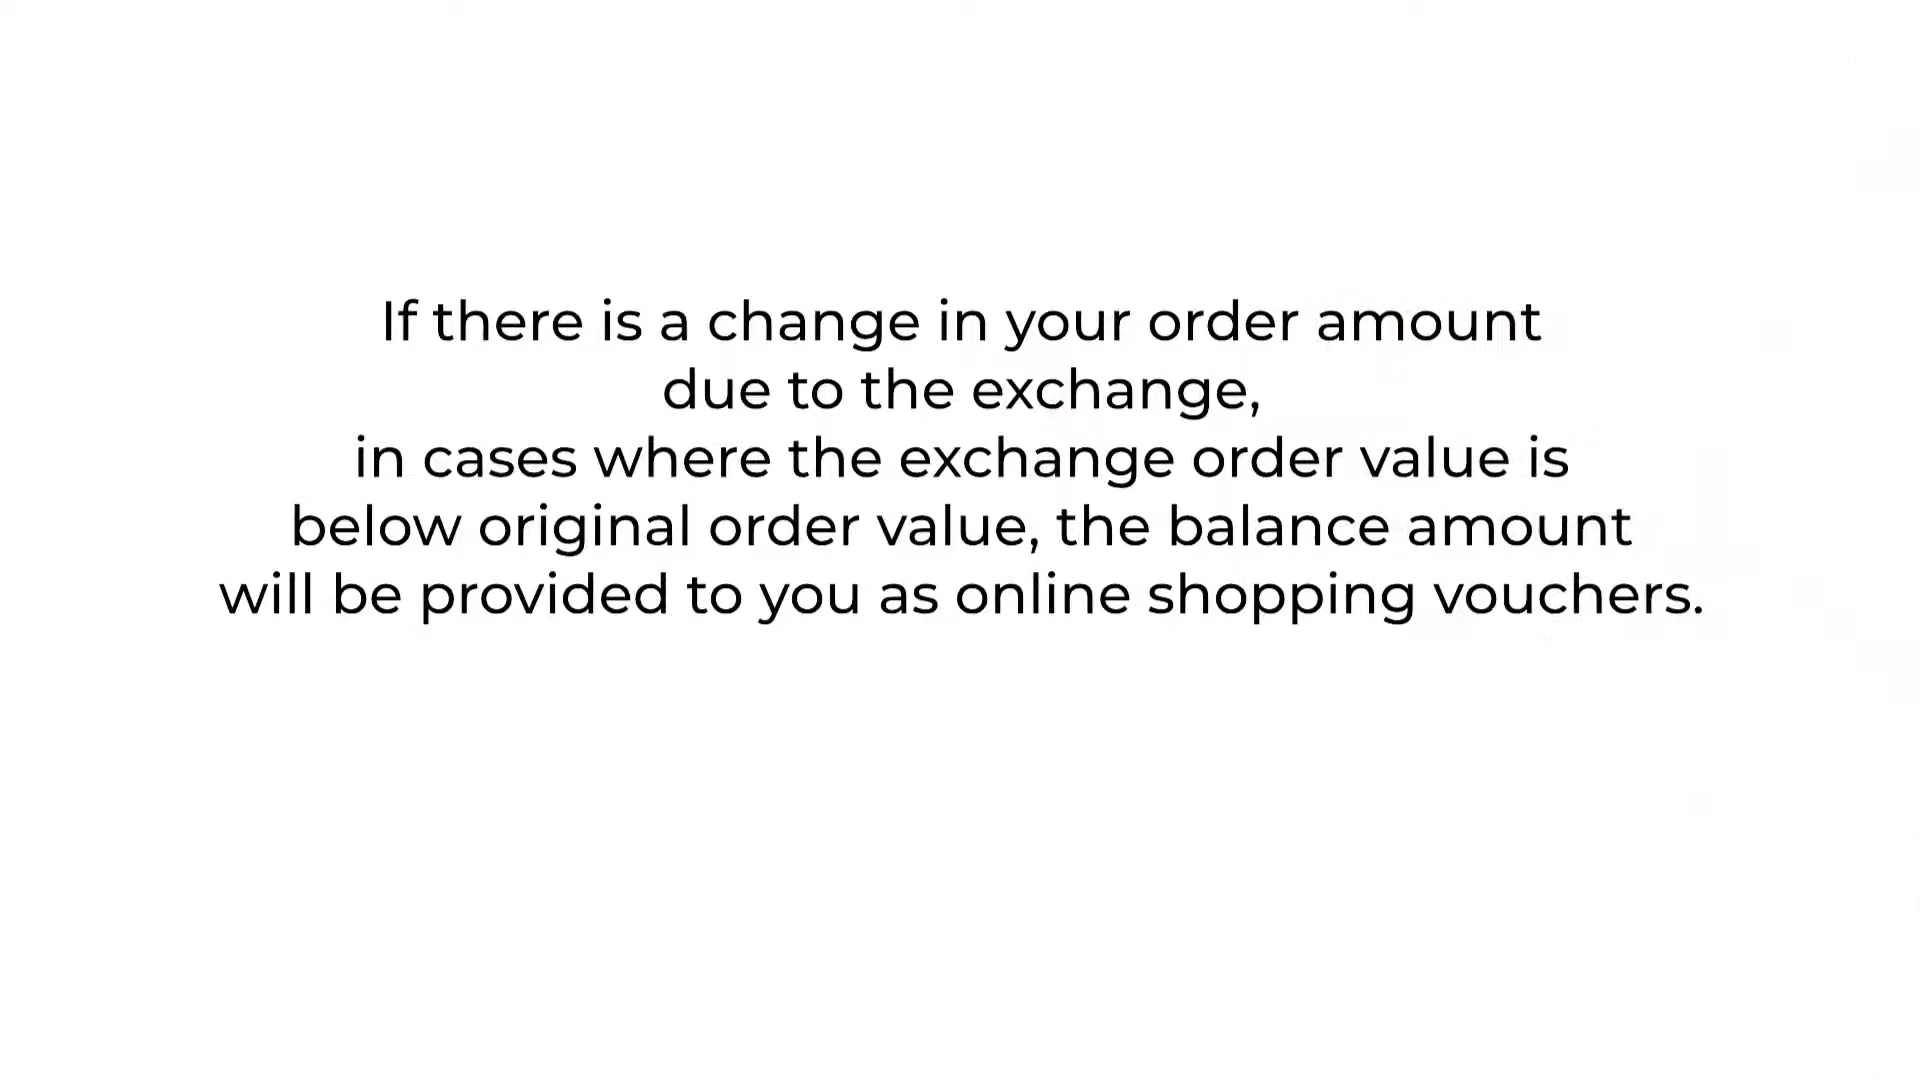 If there is a change in your order amount
due to the exchange,
in cases where the exchange order value is
below original order value, the balance amount
will be provided to you as online shopping vouchers.